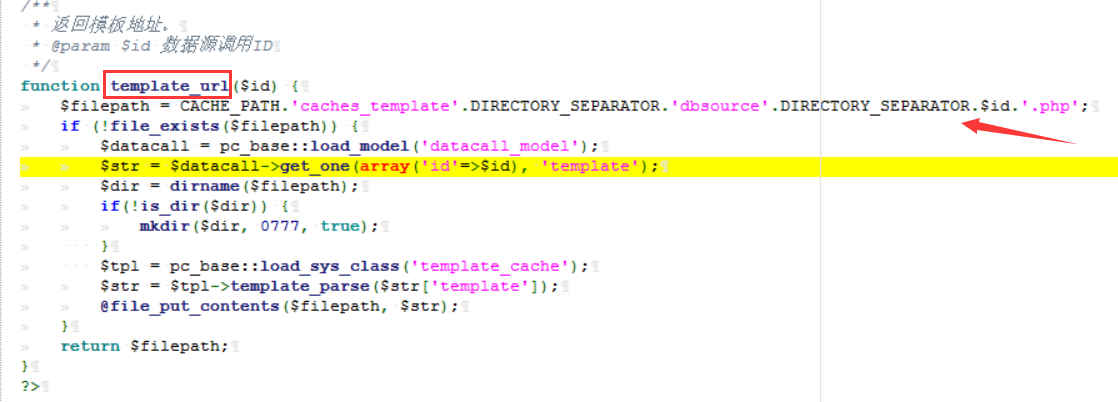 /**
 * 返回模板地址。
 * @param $id 数据源调用ID
 */
function template_url($id) {
    $filepath = CACHE_PATH.'caches_template'.DIRECTORY_SEPARATOR.'dbsource'.DIRECTORY_SEPARATOR.$id.'.php';
    if (!file_exists($filepath)) {
        $datacall = pc_base::load_model('datacall_model');
        $str = $datacall->get_one(array('id'=>$id), 'template');
        $dir = dirname($filepath);
        if(!is_dir($dir)) {
            mkdir($dir, 0777, true);
        }
        $tpl = pc_base::load_sys_class('template_cache');
        $str = $tpl->template_parse($str['template']);
        @file_put_contents($filepath, $str);
    }
    return $filepath;
}
?>